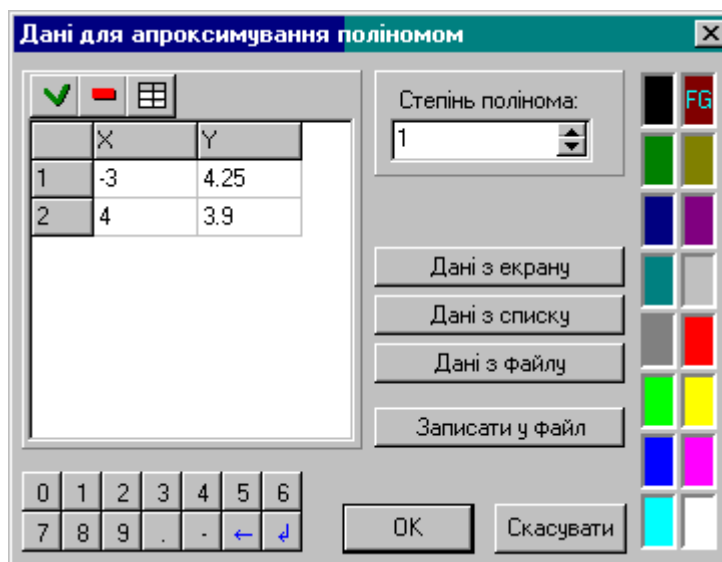 Дані для апроксимування поліномом
X Y
1 -3 4.25
2 4 3.9
Степінь полінома:
1
FG
Дані з екрану
Дані з списку
Дані з файлу
Записати у файл
0 1 2 3 4 5 6
7 8 9 . - ← ↲
OK
Скасувати